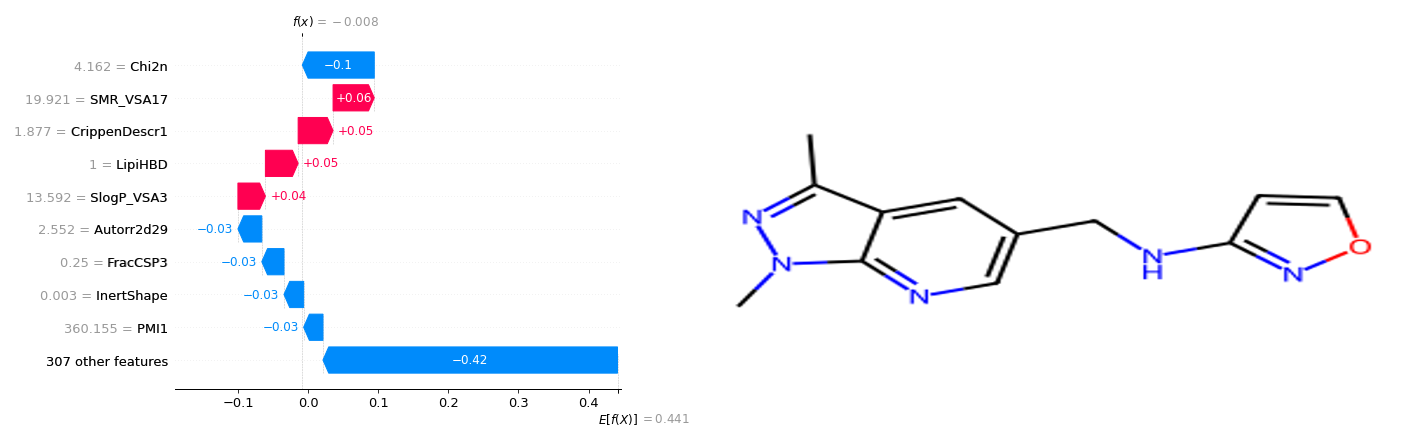 f(x) = −0.008
4.162 = Chi2n
−0.1
19.921 = SMR_VSA17
+0.06
1.877 = CrippenDescr1
+0.05
1 = LipiHBD
+0.05
13.592 = SlogP_VSA3
+0.04
2.552 = Autorr2d29
−0.03
0.25 = FracCSP3
−0.03
0.003 = InertShape
−0.03
360.155 = PMI1
−0.03
307 other features
−0.42
−0.1 0.0 0.1 0.2 0.3 0.4
E[f(X)] = 0.441
N
N
N
N
H
N
O